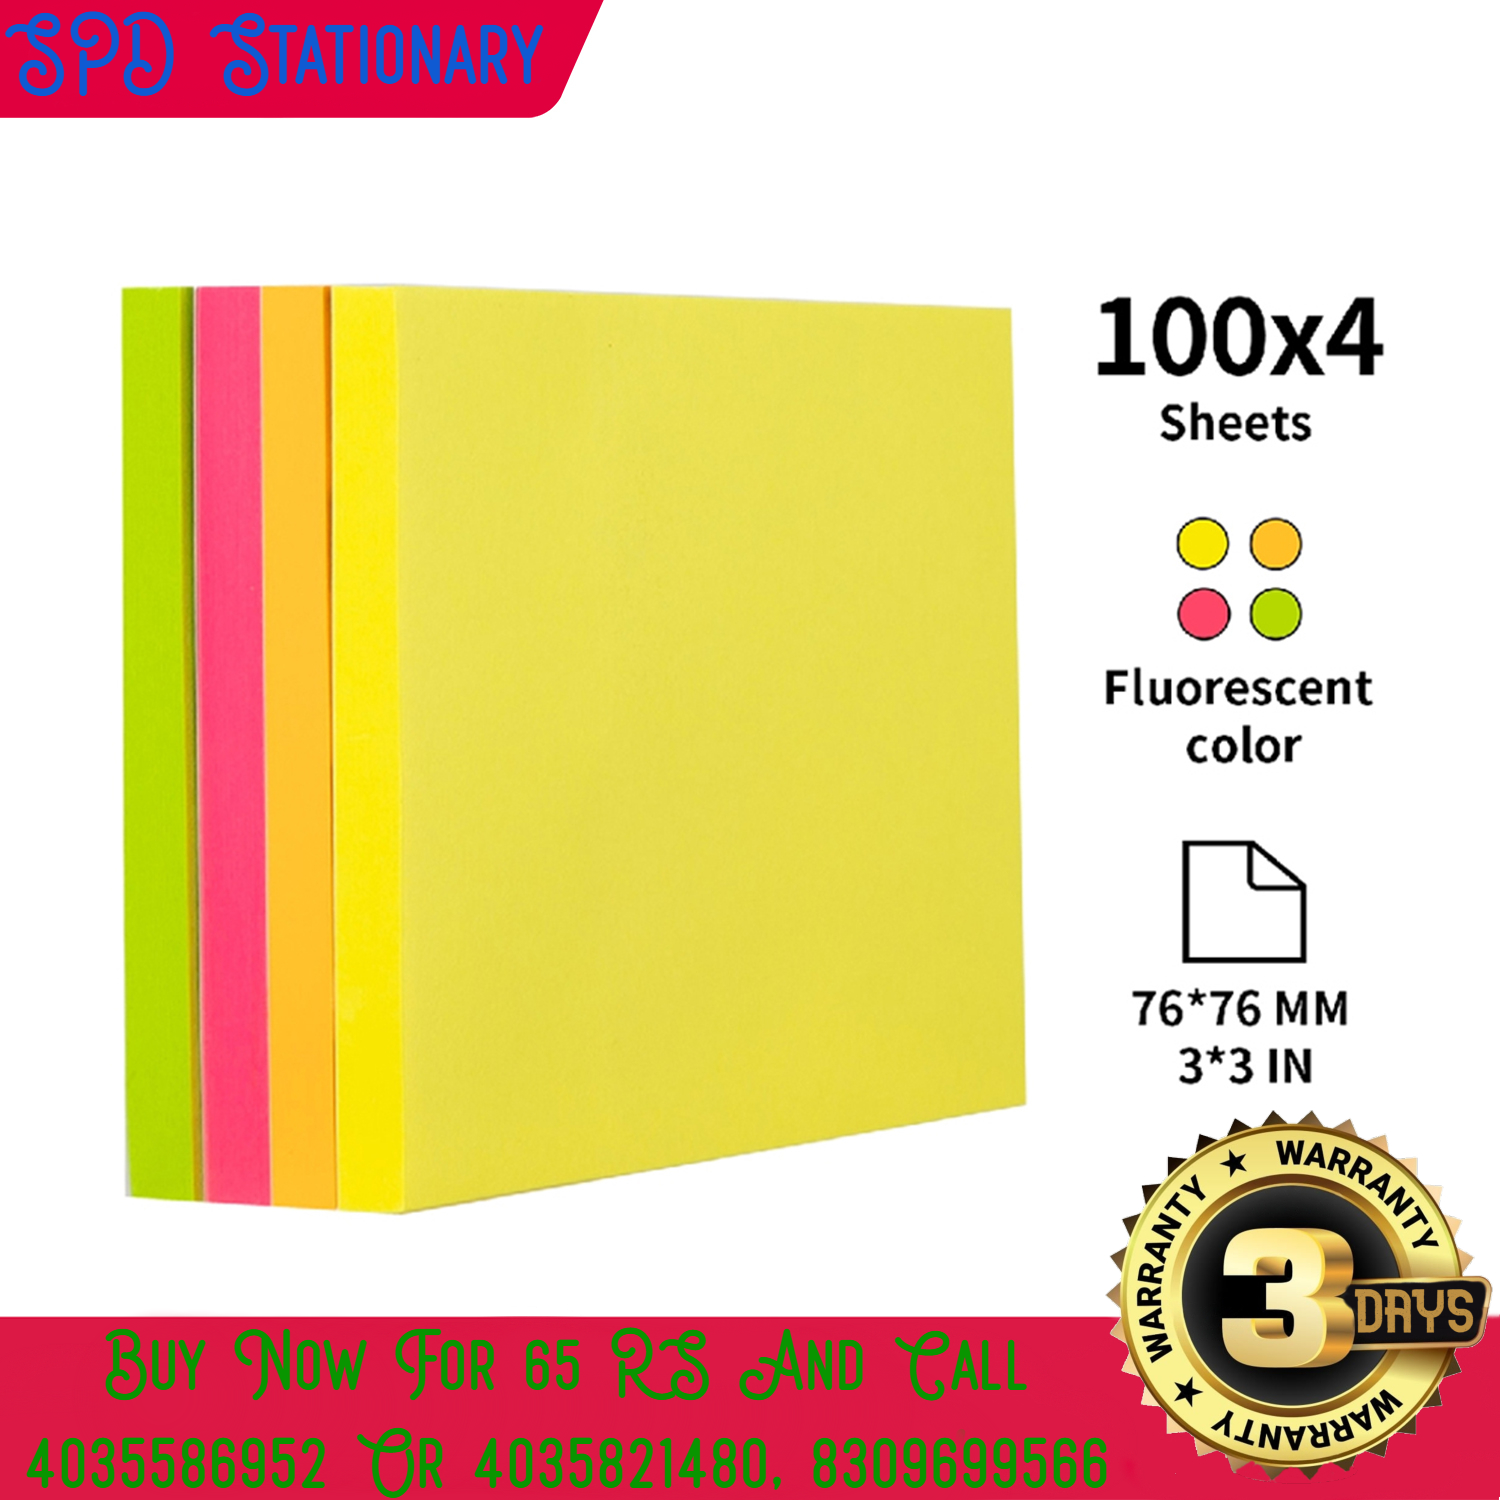 SPD Stationary
100x4
Sheets
Fluorescent
color
76*76 MM
3*3 IN
WARRANTY ★ WARRANTY
3 DAYS
★ WARRANTY
Buy Now For 65 RS And Call
4035586952 Or 4035821480, 8309699566